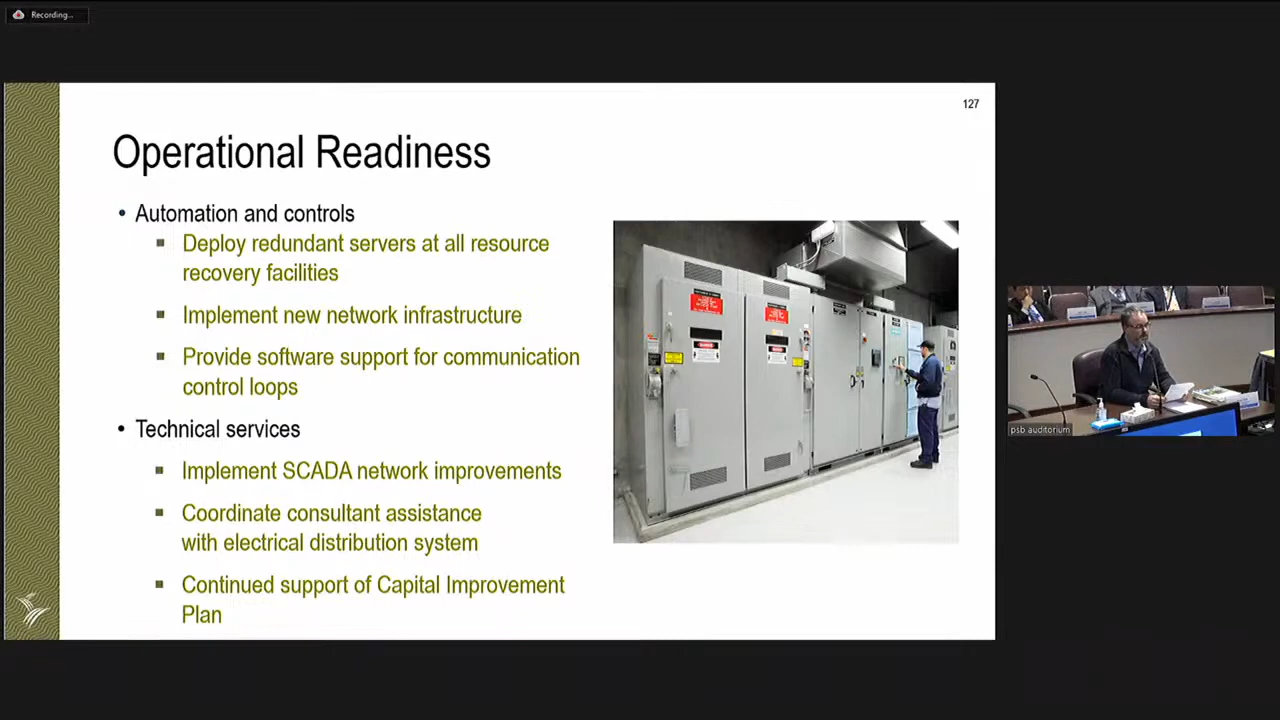 Recording...
127
Operational Readiness
• Automation and controls
▪ Deploy redundant servers at all resource
recovery facilities
▪ Implement new network infrastructure
▪ Provide software support for communication
control loops
• Technical services
▪ Implement SCADA network improvements
▪ Coordinate consultant assistance
with electrical distribution system
▪ Continued support of Capital Improvement
Plan
psb auditorium